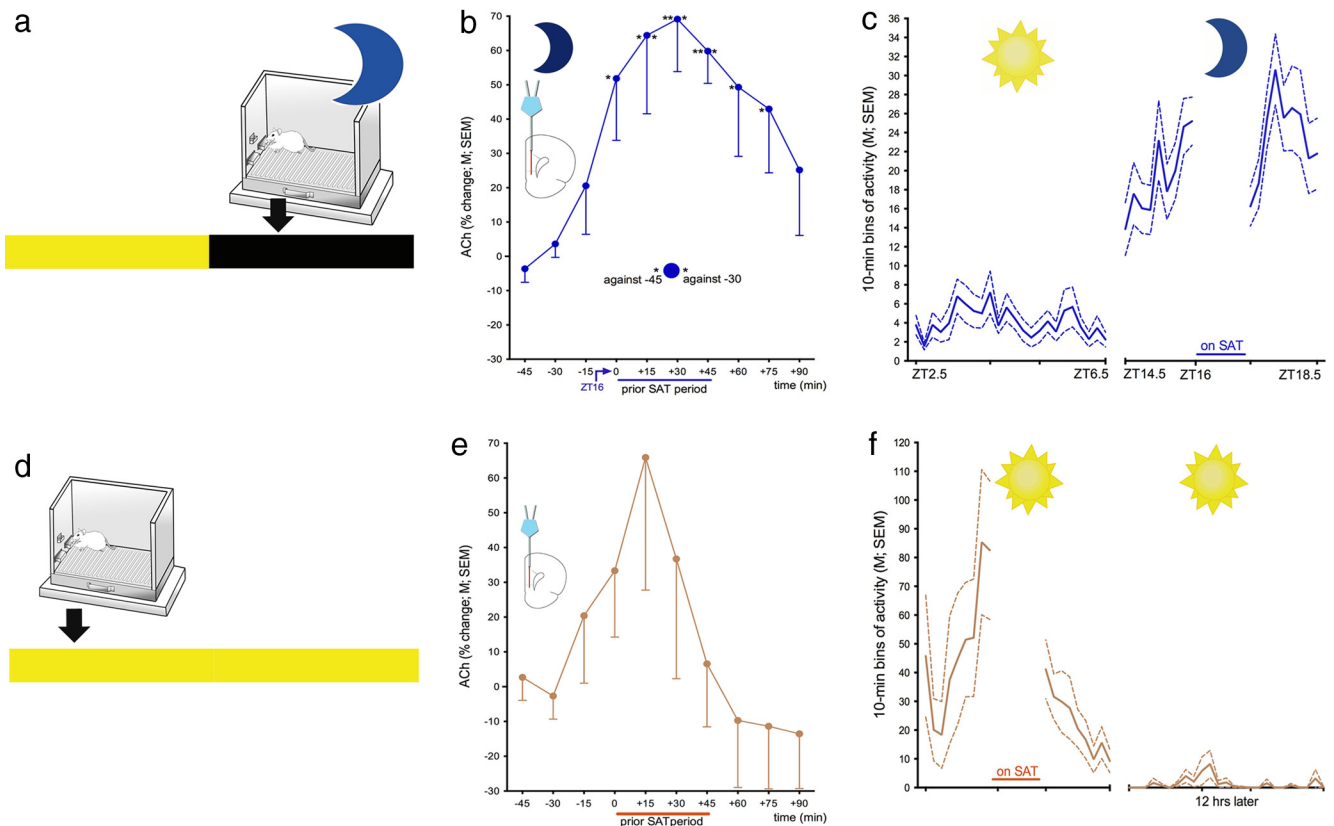 a
b
ACh (% change; M; SEM)
70
60
50
40
30
20
10
0
-10
-20
-30
*
* *
** *
** *
*
*
* *
against -45 against -30
-45 -30 -15 0 +15 +30 +45 +60 +75 +90
ZT16
prior SAT period
time (min)
c
10-min bins of activity (M; SEM)
36
34
32
30
28
26
24
22
20
18
16
14
12
10
8
6
4
2
0
on SAT
ZT2.5 ZT6.5 ZT14.5 ZT16 ZT18.5
d
e
ACh (% change; M; SEM)
70
60
50
40
30
20
10
0
-10
-20
-30
-45 -30 -15 0 +15 +30 +45 +60 +75 +90
prior SATperiod
time (min)
f
10-min bins of activity (M; SEM)
120
110
100
90
80
70
60
50
40
30
20
10
0
on SAT
12 hrs later